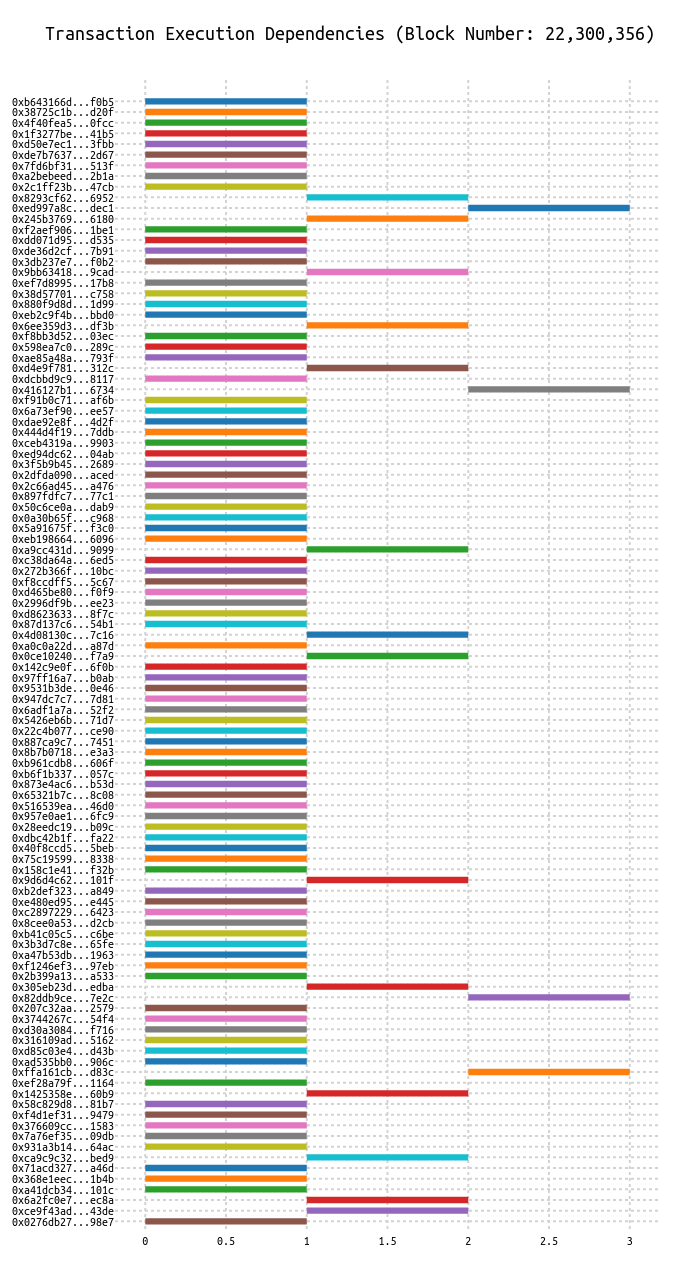 Transaction Execution Dependencies (Block Number: 22,300,356)
0xb643166d...f0b5
0x38725c1b...d20f
0x4f40fea5...0fcc
0x1f3277be...41b5
0xd50e7ec1...3fbb
0xde7b7637...2d67
0x7fd6bf31...513f
0xa2bebeed...2b1a
0x2c1ff23b...47cb
0x8293cf62...6952
0xed997a8c...dec1
0x245b3769...6180
0xf2aef906...1be1
0xdd071d95...d535
0xde36d2cf...7b91
0x3db237e7...f0b2
0x9bb63418...9cad
0xef7d8995...17b8
0x38d57701...c758
0x880f9d8d...1d99
0xeb2c9f4b...bbd0
0x6ee359d3...df3b
0xf8bb3d52...03ec
0x598ea7c0...289c
0xae85a48a...793f
0xd4e9f781...312c
0xdcbbd9c9...8117
0x416127b1...6734
0xf91b0c71...af6b
0x6a73ef90...ee57
0xdae92e8f...4d2f
0x444d4f19...7ddb
0xceb4319a...9903
0xed94dc62...04ab
0x3f5b9b45...2689
0x2dfda090...aced
0x2c66ad45...a476
0x897fdfc7...77c1
0x50c6ce0a...dab9
0x0a30b65f...c968
0x5a91675f...f3c0
0xeb198664...6096
0xa9cc431d...9099
0xc38da64a...6ed5
0x272b366f...10bc
0xf8ccdff5...5c67
0xd465be80...f0f9
0x2996df9b...ee23
0xd8623633...8f7c
0x87d137c6...54b1
0x4d08130c...7c16
0xa0c0a22d...a87d
0x0ce10240...f7a9
0x142c9e0f...6f0b
0x97ff16a7...b0ab
0x9531b3de...0e46
0x947dc7c7...7d81
0x6adf1a7a...52f2
0x5426eb6b...71d7
0x22c4b077...ce90
0x887ca9c7...7451
0x8b7b0718...e3a3
0xb961cdb8...606f
0xb6f1b337...057c
0x873e4ac6...b53d
0x65321b7c...8c08
0x516539ea...46d0
0x957e0ae1...6fc9
0x28eedc19...b09c
0xdbc42b1f...fa22
0x40f8ccd5...5beb
0x75c19599...8338
0x158c1e41...f32b
0x9d6d4c62...101f
0xb2def323...a849
0xe480ed95...e445
0xc2897229...6423
0x8cee0a53...d2cb
0xb41c05c5...c6be
0x3b3d7c8e...65fe
0xa47b53db...1963
0xf1246ef3...97eb
0x2b399a13...a533
0x305eb23d...edba
0x82ddb9ce...7e2c
0x207c32aa...2579
0x3744267c...54f4
0xd30a3084...f716
0x316109ad...5162
0xd85c03e4...d43b
0xad535bb0...906c
0xffa161cb...d83c
0xef28a79f...1164
0x1425358e...60b9
0x58c829d8...81b7
0xf4d1ef31...9479
0x376609cc...1583
0x7a76ef35...09db
0x931a3b14...64ac
0xca9c9c32...bed9
0x71acd327...a46d
0x368e1eec...1b4b
0xa41dcb34...101c
0x6a2fc0e7...ec8a
0xce9f43ad...43de
0x0276db27...98e7
0 0.5 1 1.5 2 2.5 3